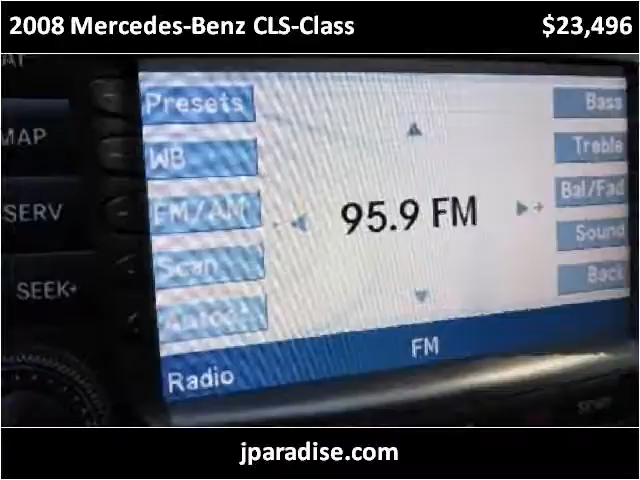 2008 Mercedes-Benz CLS-Class $23,496
Presets Bass
MAP
WB Treble
FM/AM Bal/Fad
SERV
95.9 FM
Scan Sound
SEEK+
Back
FM
Radio
jparadise.com